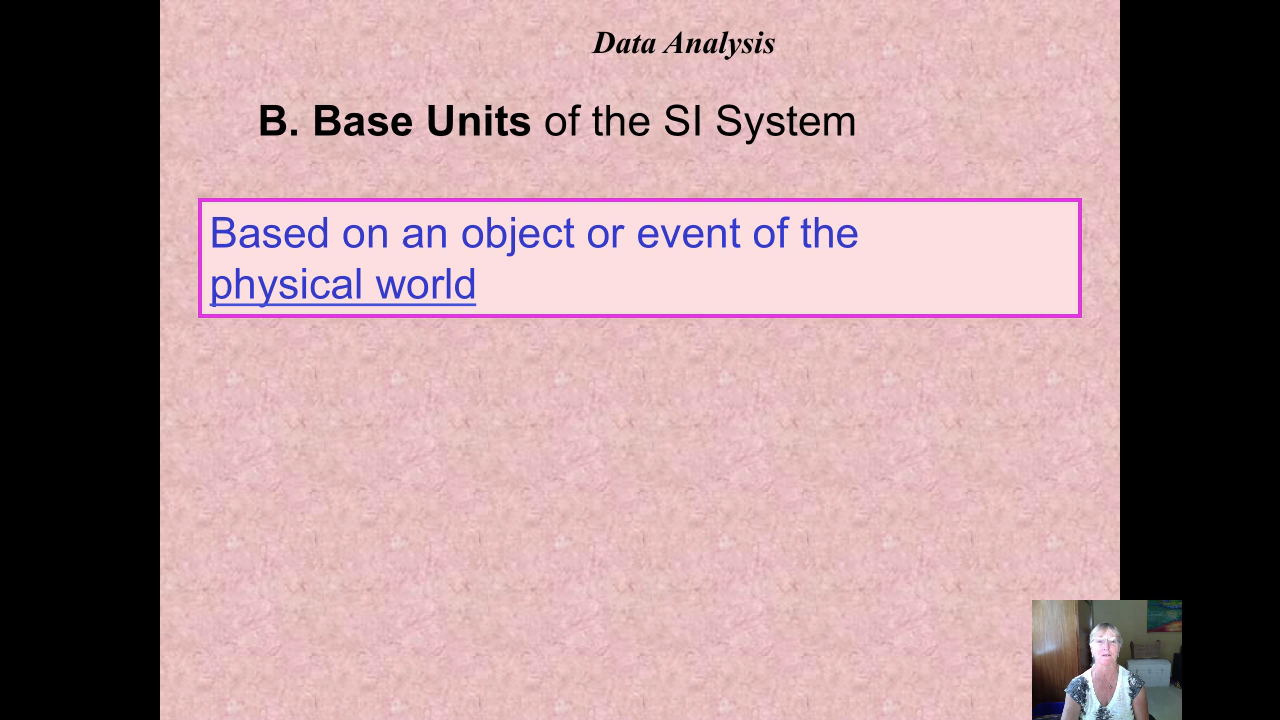 Data Analysis
B. Base Units of the SI System
Based on an object or event of the
physical world